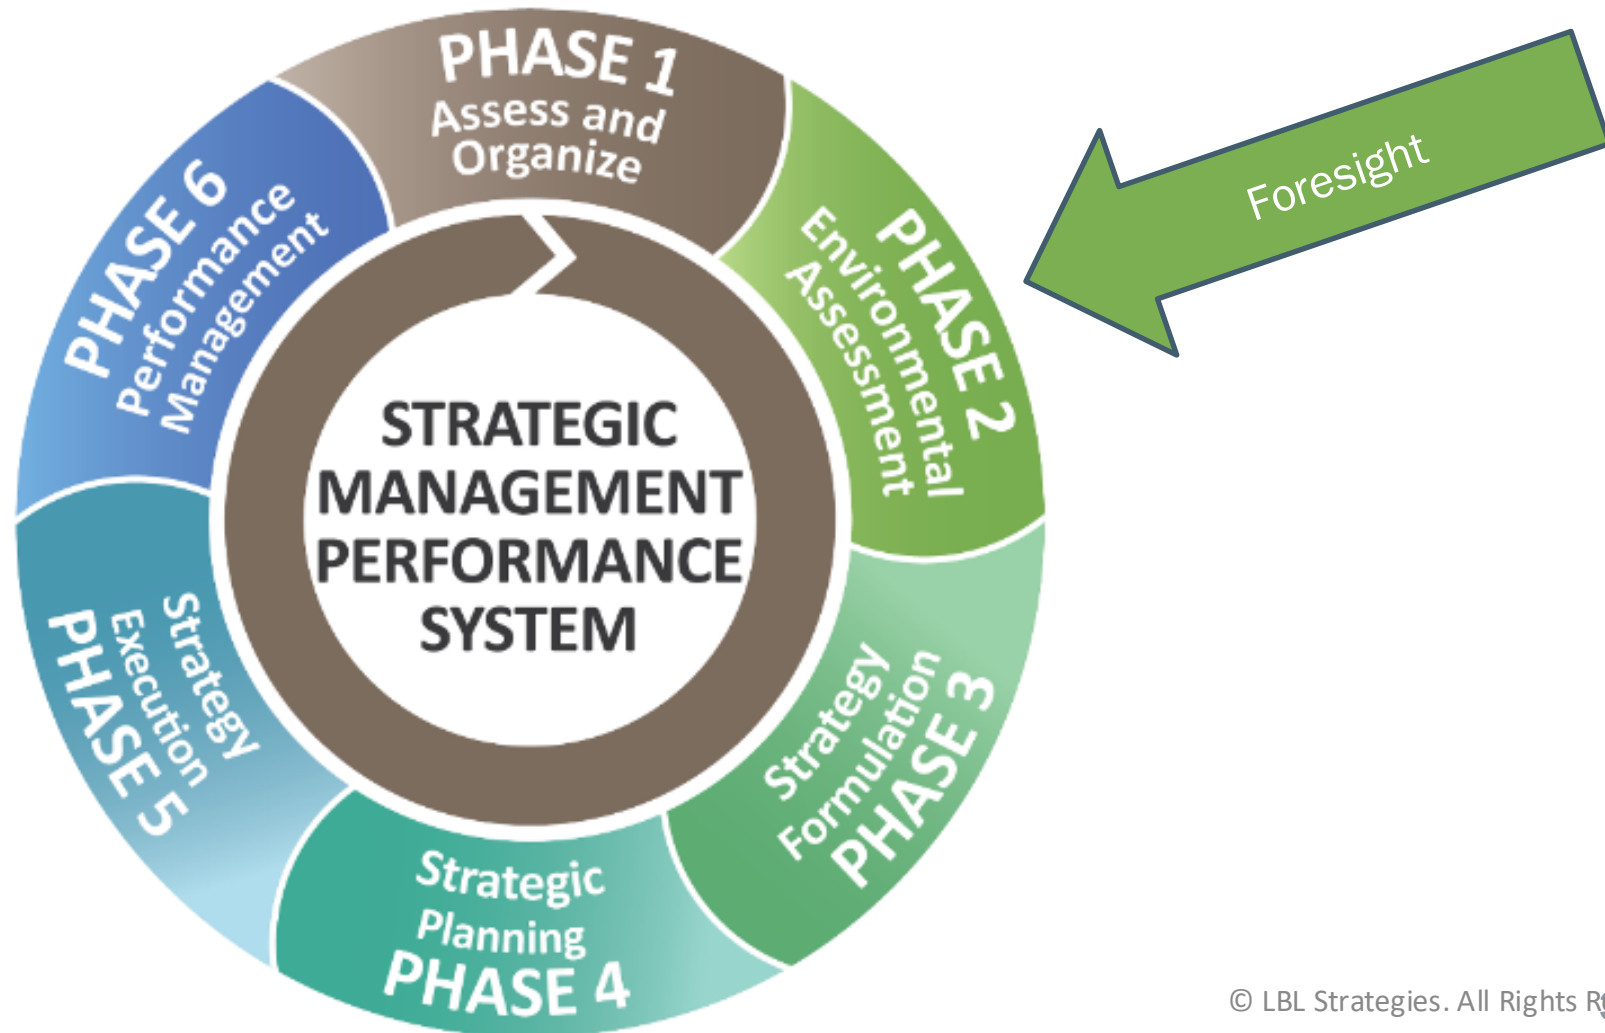 PHASE 1
Assess and
Organize
PHASE 2
Environmental
Assessment
Strategy
Formulation
PHASE 3
Strategic
Planning
PHASE 4
Strategy
Execution
PHASE 5
PHASE 6
Performance
Management
STRATEGIC
MANAGEMENT
PERFORMANCE
SYSTEM
Foresight
© LBL Strategies. All Rights